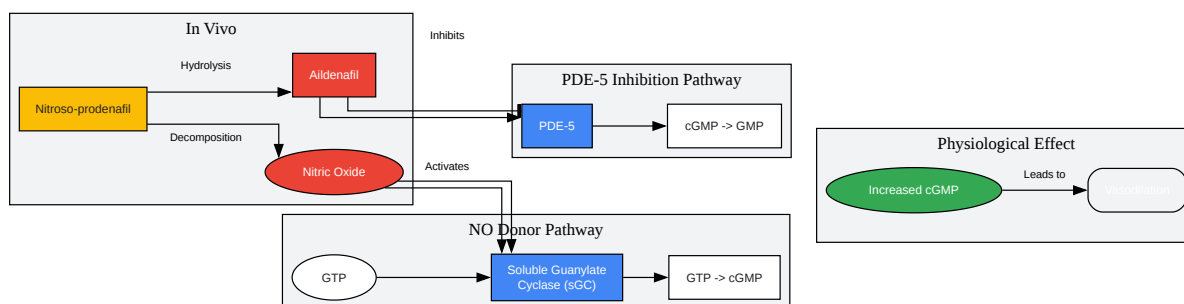 In Vivo
Inhibits
Hydrolysis
Aildenafil
Nitroso-prodenafil
Decomposition
Nitric Oxide
Activates
PDE-5 Inhibition Pathway
PDE-5
cGMP -> GMP
NO Donor Pathway
GTP
Soluble Guanylate
Cyclase (sGC)
GTP -> cGMP
Physiological Effect
Increased cGMP
Leads to
Vasodilation